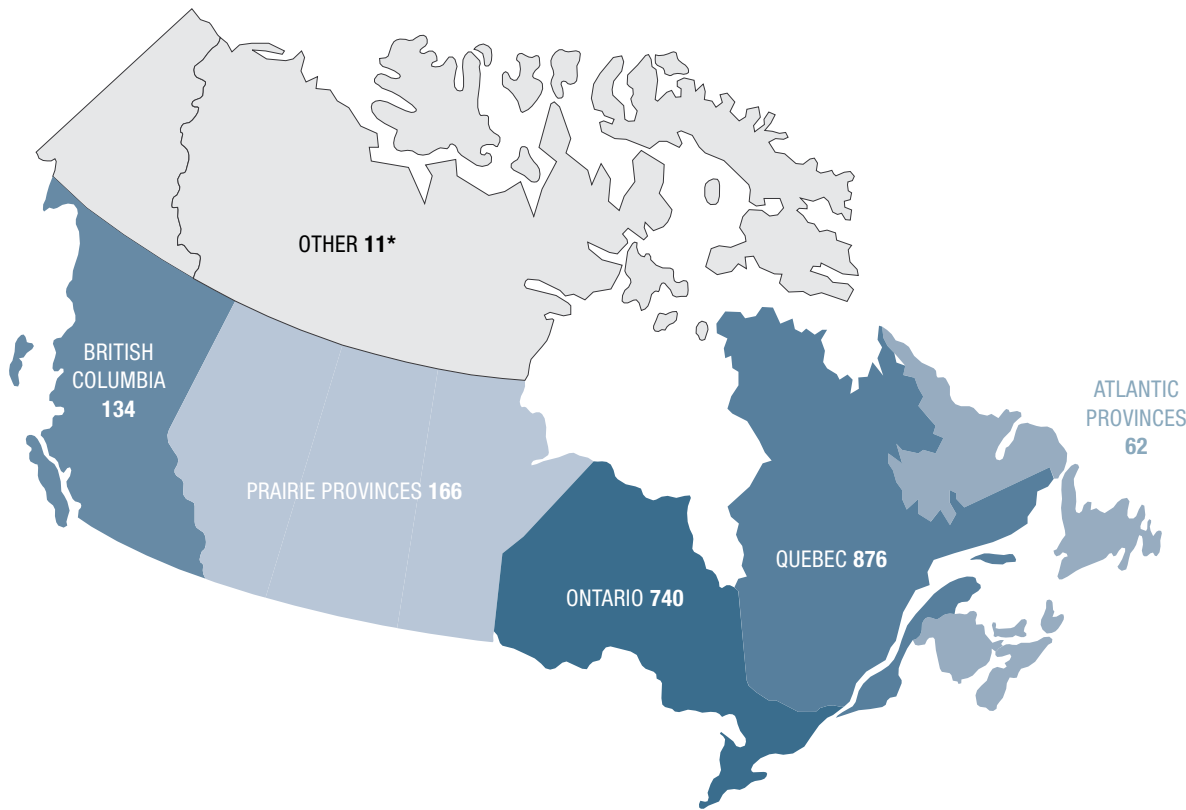 OTHER 11*
BRITISH
COLUMBIA
134
ATLANTIC
PROVINCES
62
PRAIRIE PROVINCES 166
QUEBEC 876
ONTARIO 740